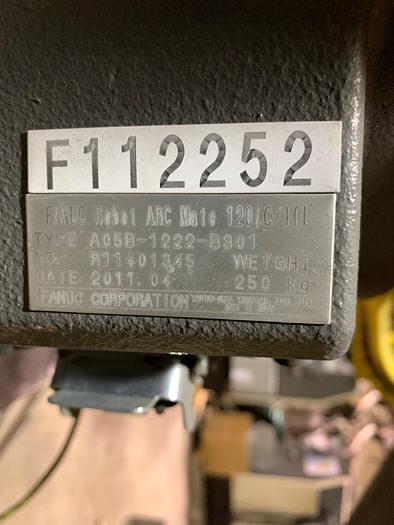 F112252
FANUC Robot ARC Mate 120iC/10L
TYPE A05B-1222-B301
NO. R11401345 WEIGHT
DATE 2011.04 250 kg
FANUC CORPORATION